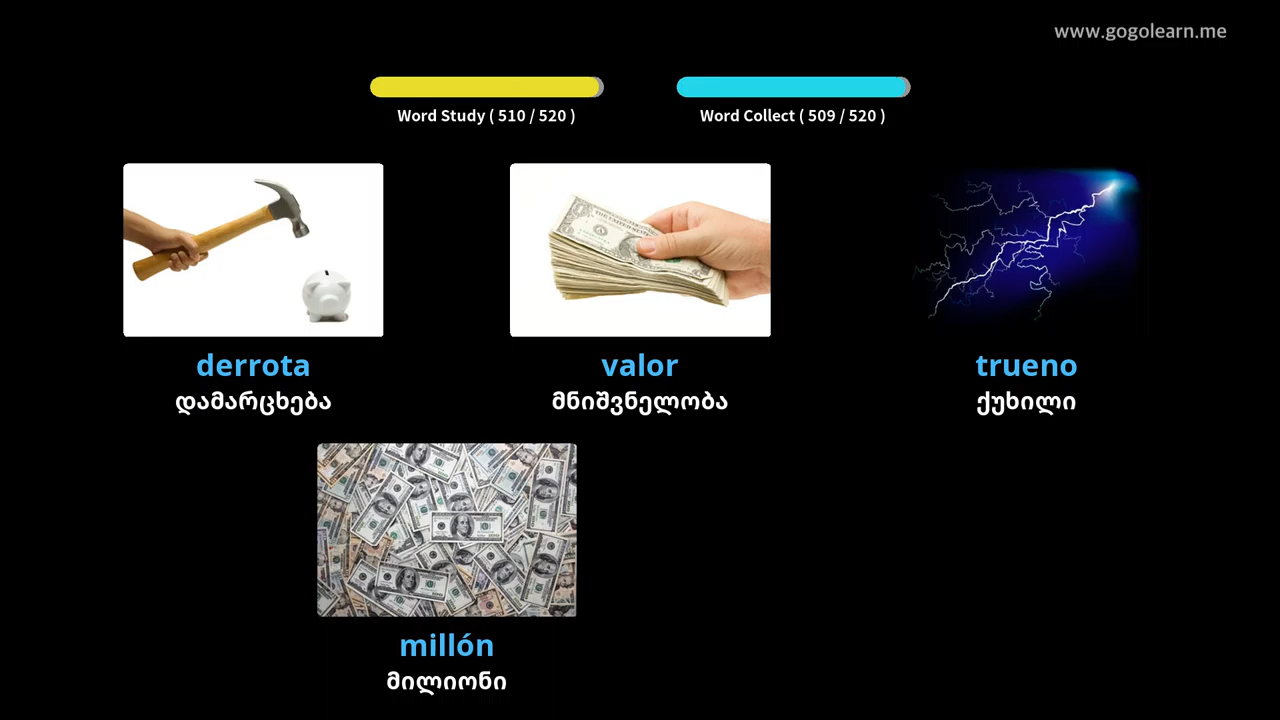 www.gogolearn.me
Word Study ( 510 / 520 )
Word Collect ( 509 / 520 )
derrota
valor
trueno
დამარცხება
მნიშვნელობა
ქუხილი
millón
მილიონი